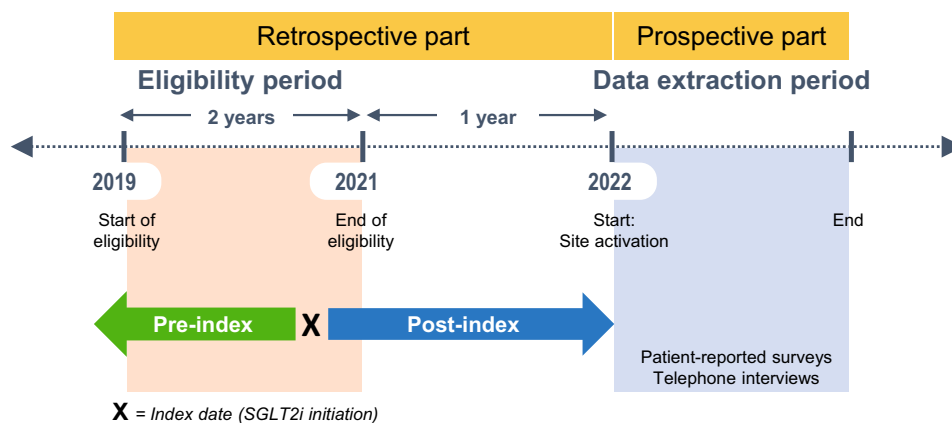 Retrospective part
Prospective part
Eligibility period
Data extraction period
2 years
1 year
2019
2021
2022
Start of
eligibility
End of
eligibility
Start:
Site activation
End
Pre-index
X
Post-index
Patient-reported surveys
Telephone interviews
X = Index date (SGLT2i initiation)